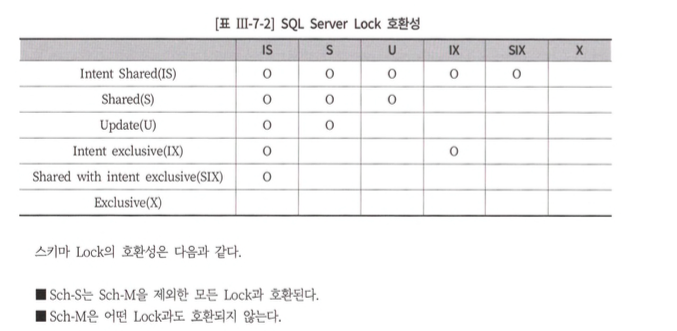 [표 III-7-2] SQL Server Lock 호환성
IS S U IX SIX X
Intent Shared(IS) O O O O O
Shared(S) O O O
Update(U) O O
Intent exclusive(IX) O O
Shared with intent exclusive(SIX) O
Exclusive(X)
스키마 Lock의 호환성은 다음과 같다.
■ Sch-S는 Sch-M을 제외한 모든 Lock과 호환된다.
■ Sch-M은 어떤 Lock과도 호환되지 않는다.